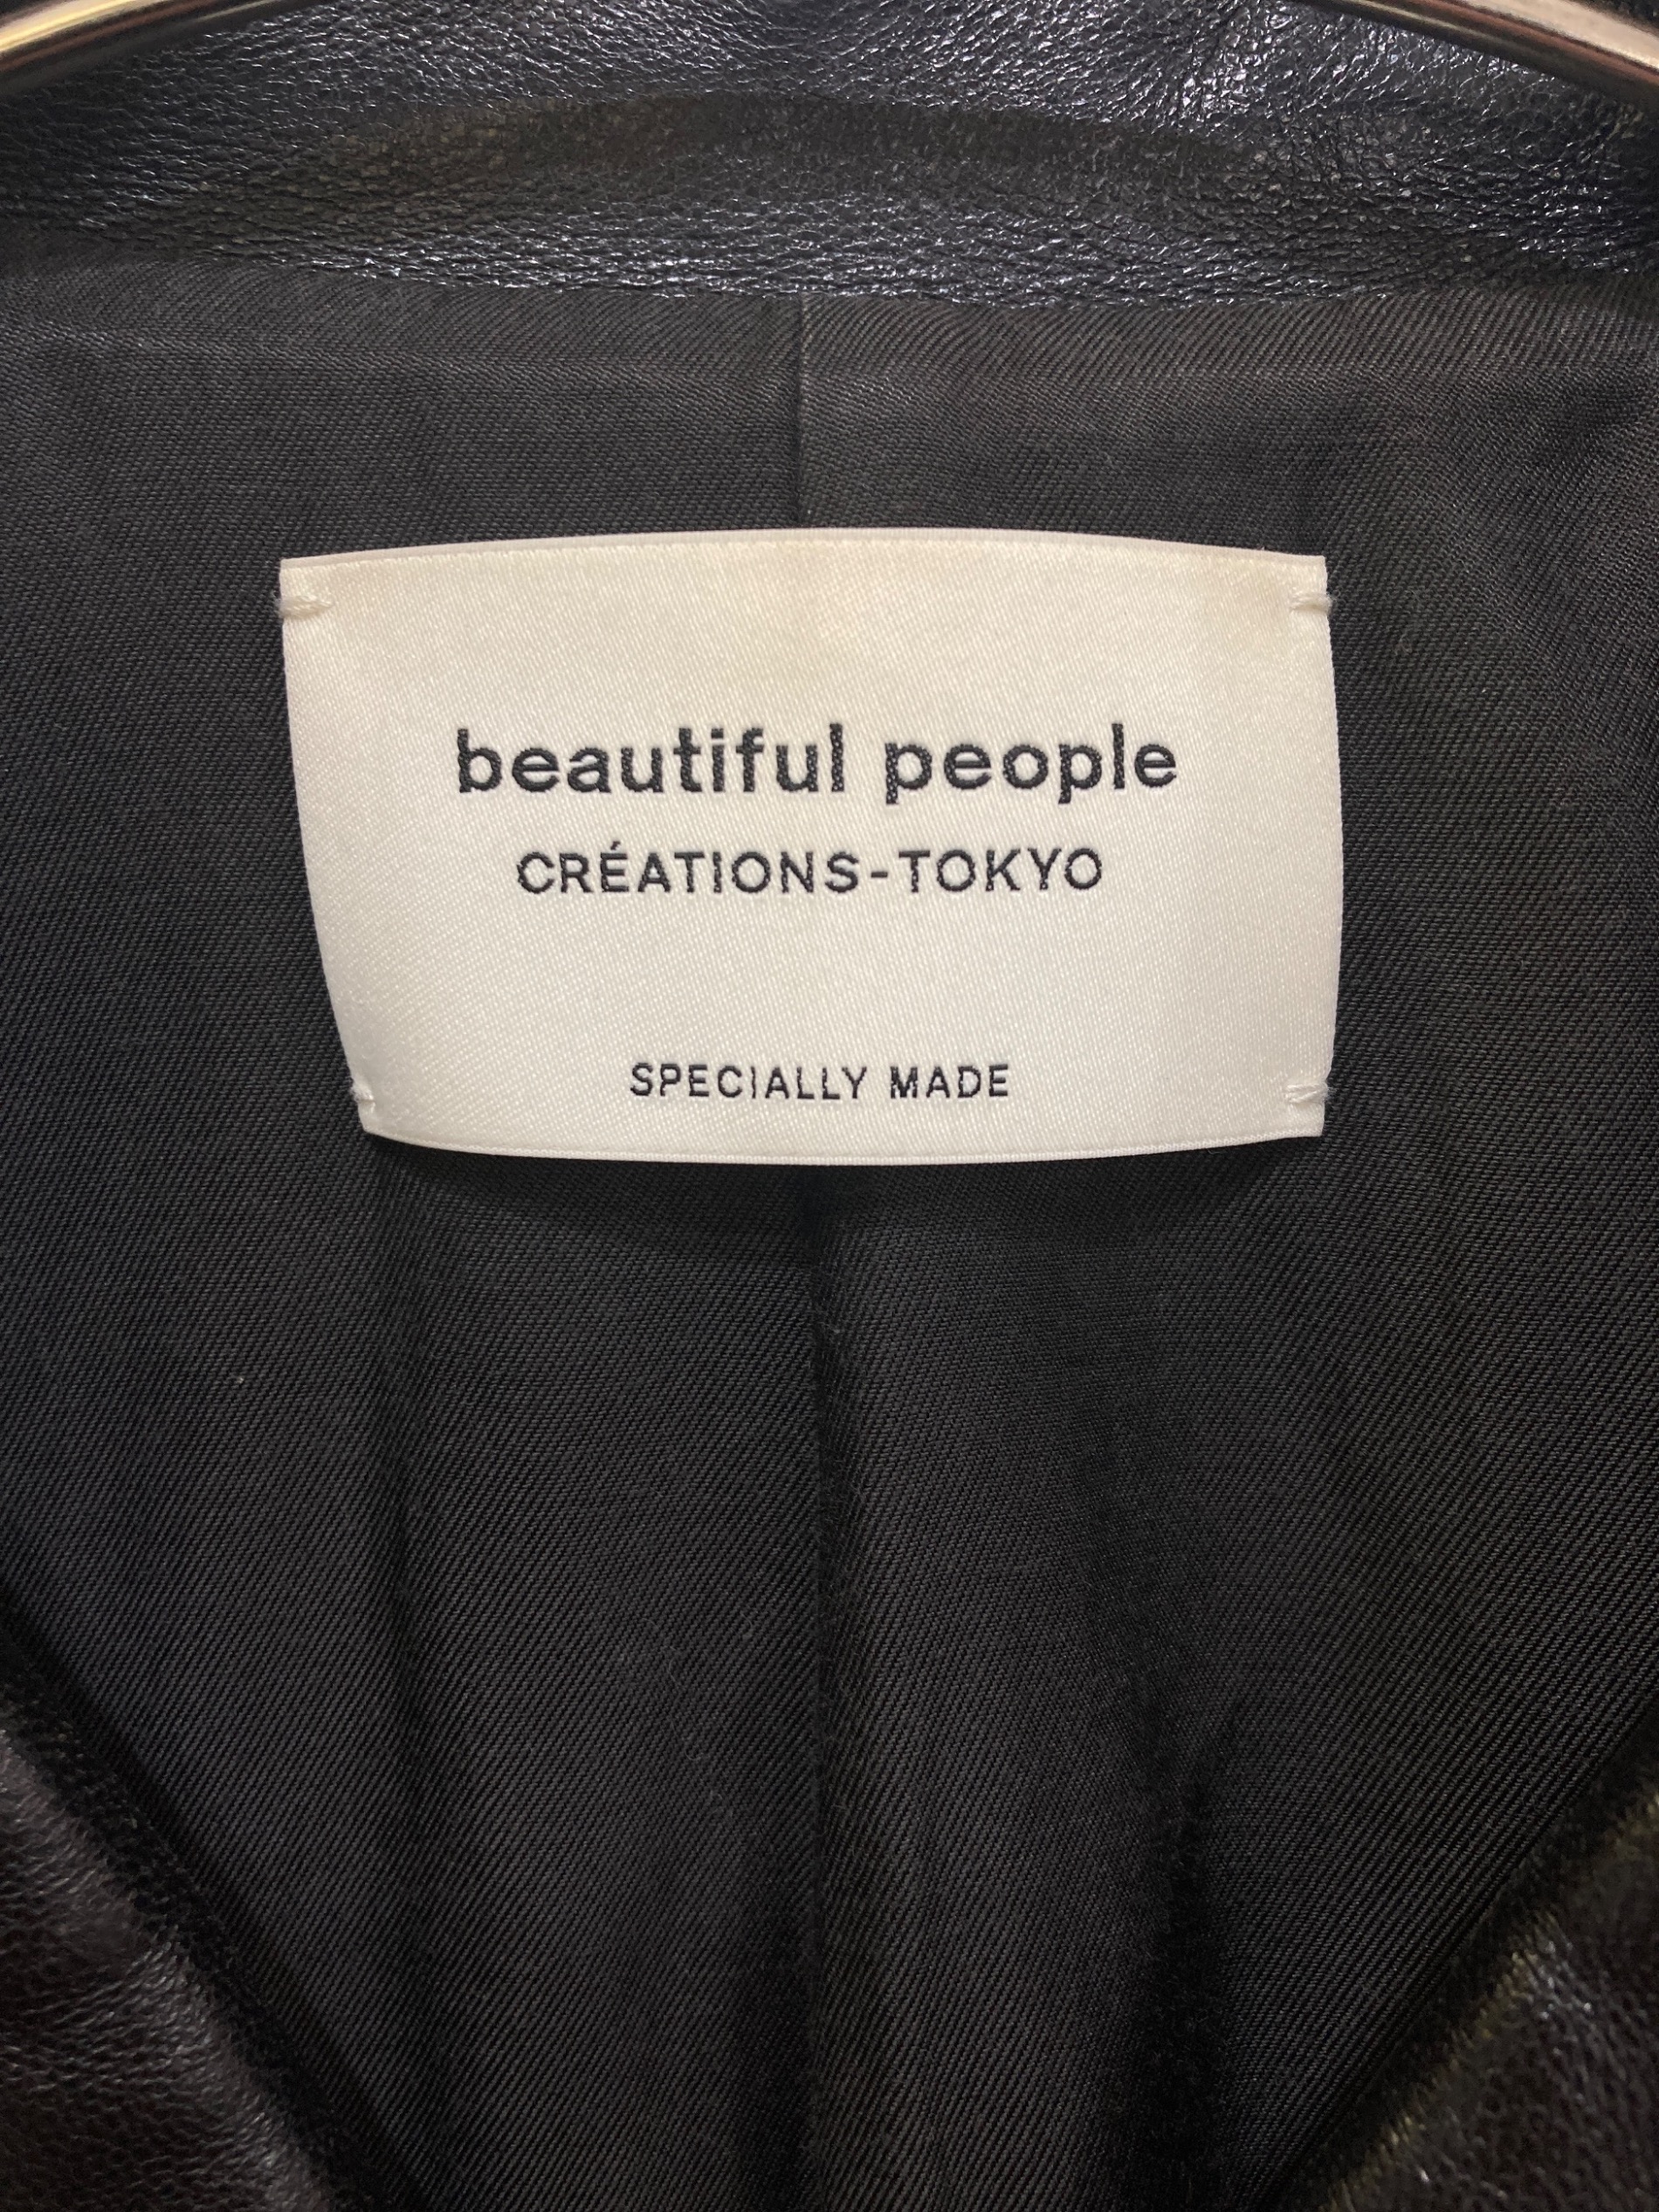 beautiful people
CRÉATIONS-TOKYO
SPECIALLY MADE